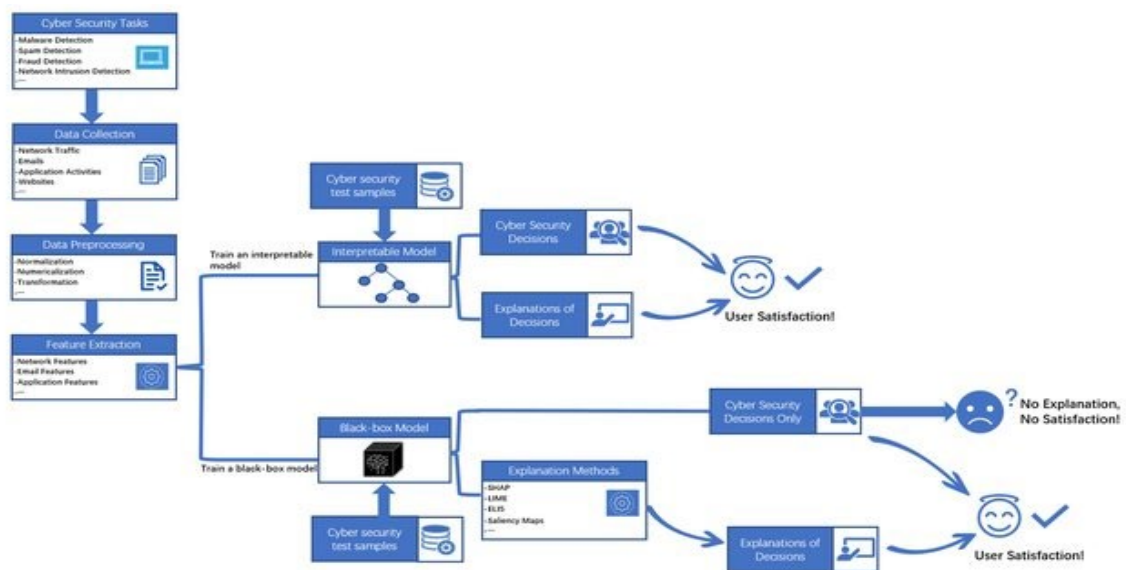 Cyber Security Tasks
-Malware Detection
-Spam Detection
-Fraud Detection
-Network Intrusion Detection
-....
Data Collection
-Network Traffic
-Emails
-Application Activities
-Websites
-....
Data Preprocessing
-Normalization
-Numericalization
-Transformation
-....
Feature Extraction
-Network Features
-Email Features
-Application Features
-....
Train an interpretable
model
Cyber security
test samples
Interpretable Model
Cyber Security
Decisions
Explanations of
Decisions
User Satisfaction!
Train a black-box model
Black-box Model
Cyber security
test samples
Cyber Security
Decisions Only
?
No Explanation,
No Satisfaction!
Explanation Methods
-SHAP
-LIME
-ELI5
-Saliency Maps
-....
Explanations of
Decisions
User Satisfaction!